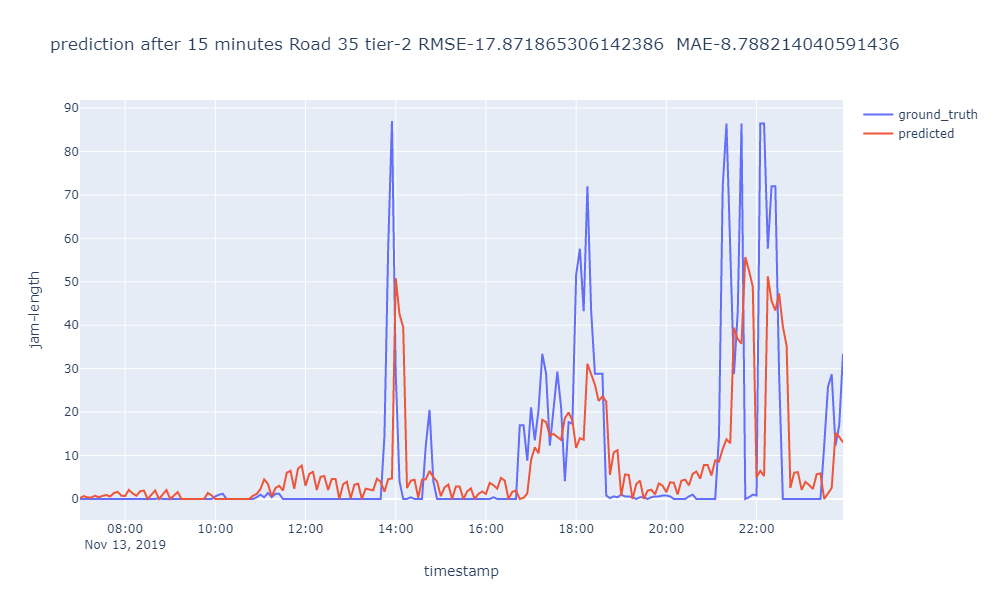 prediction after 15 minutes Road 35 tier-2 RMSE-17.871865306142386  MAE-8.788214040591436
ground_truth
predicted
90
80
70
60
50
40
30
20
10
0
jam-length
08:00 10:00 12:00 14:00 16:00 18:00 20:00 22:00
Nov 13, 2019
timestamp